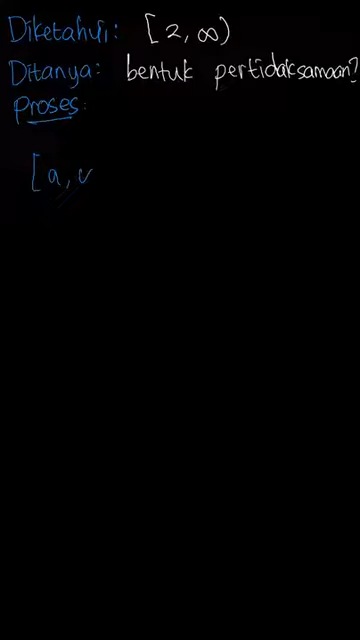 Diketahui: [2, ∞)
Ditanya: bentuk pertidaksamaan?
Proses:
[a,